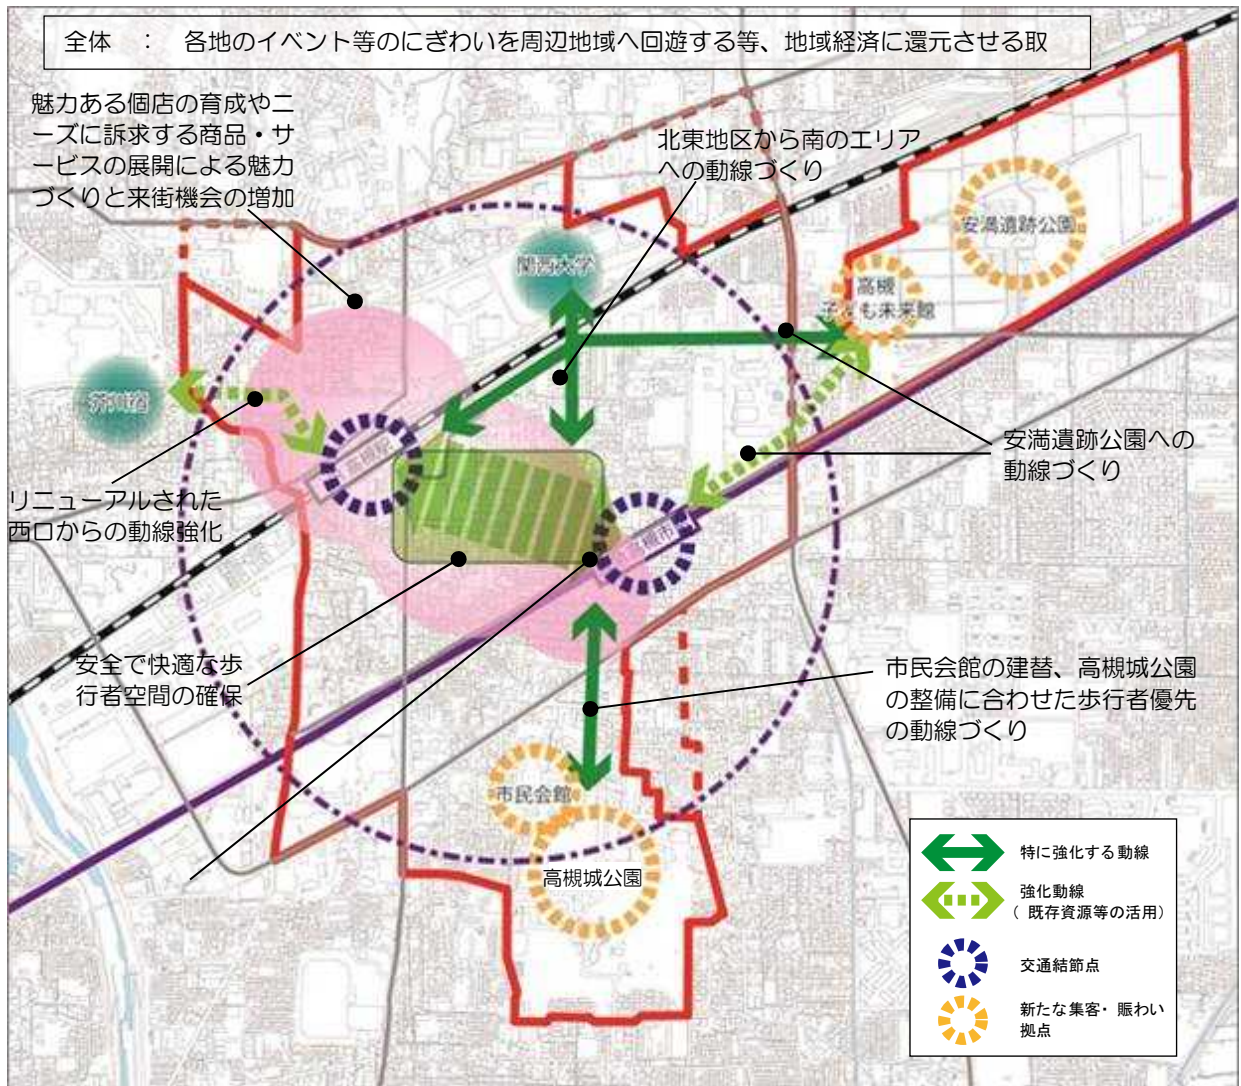 全体　：　各地のイベント等のにぎわいを周辺地域へ回遊する等、地域経済に還元させる取
魅力ある個店の育成やニ
ーズに訴求する商品・サ
ービスの展開による魅力
づくりと来街機会の増加
北東地区から南のエリア
への動線づくり
安満遺跡公園
関西大学
高槻
子ども未来館
芥川宿
高槻駅
安満遺跡公園への
動線づくり
リニューアルされた
西口からの動線強化
高槻市
安全で快適な歩
行者空間の確保
市民会館の建替、高槻城公園
の整備に合わせた歩行者優先
の動線づくり
市民会館
高槻城公園
特に強化する動線
強化動線
（ 既存資源等の活用）
交通結節点
新たな集客・ 賑わい
拠点